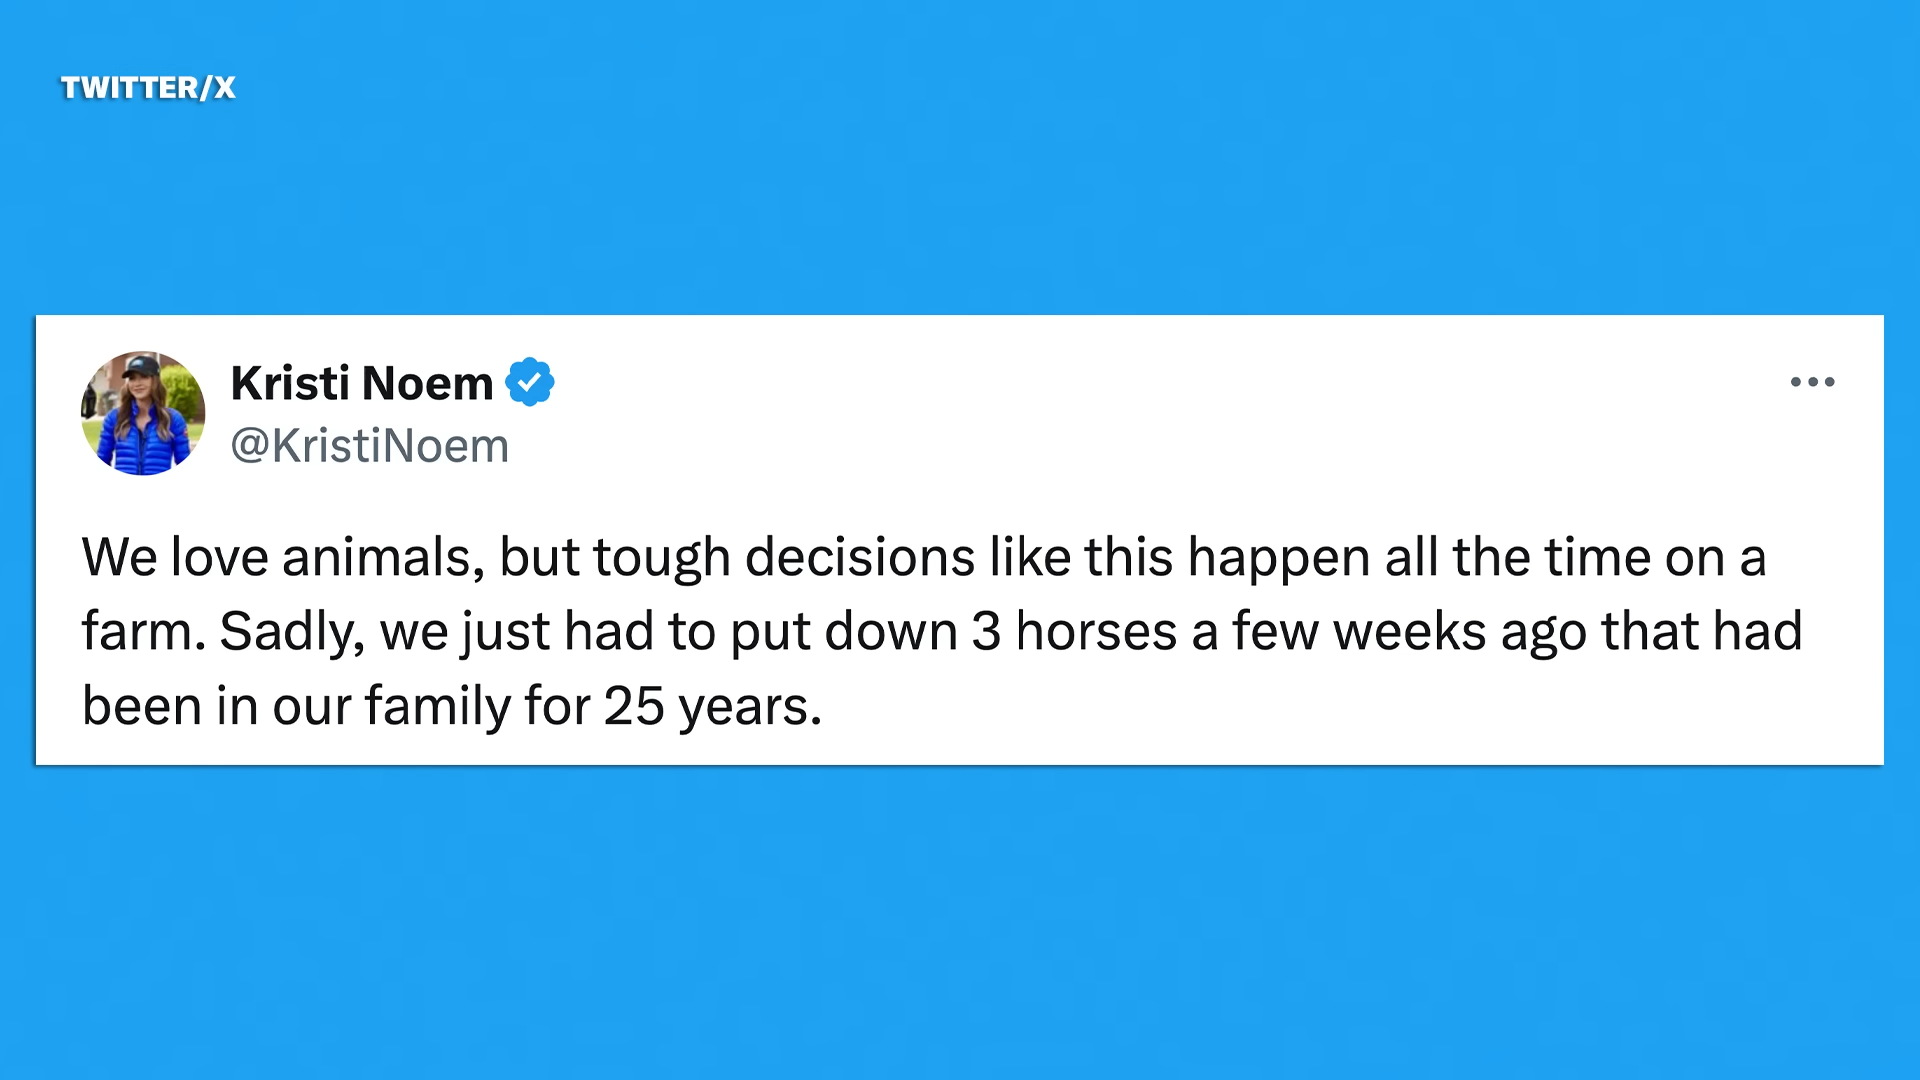 TWITTER/X
Kristi Noem
@KristiNoem
We love animals, but tough decisions like this happen all the time on a
farm. Sadly, we just had to put down 3 horses a few weeks ago that had
been in our family for 25 years.